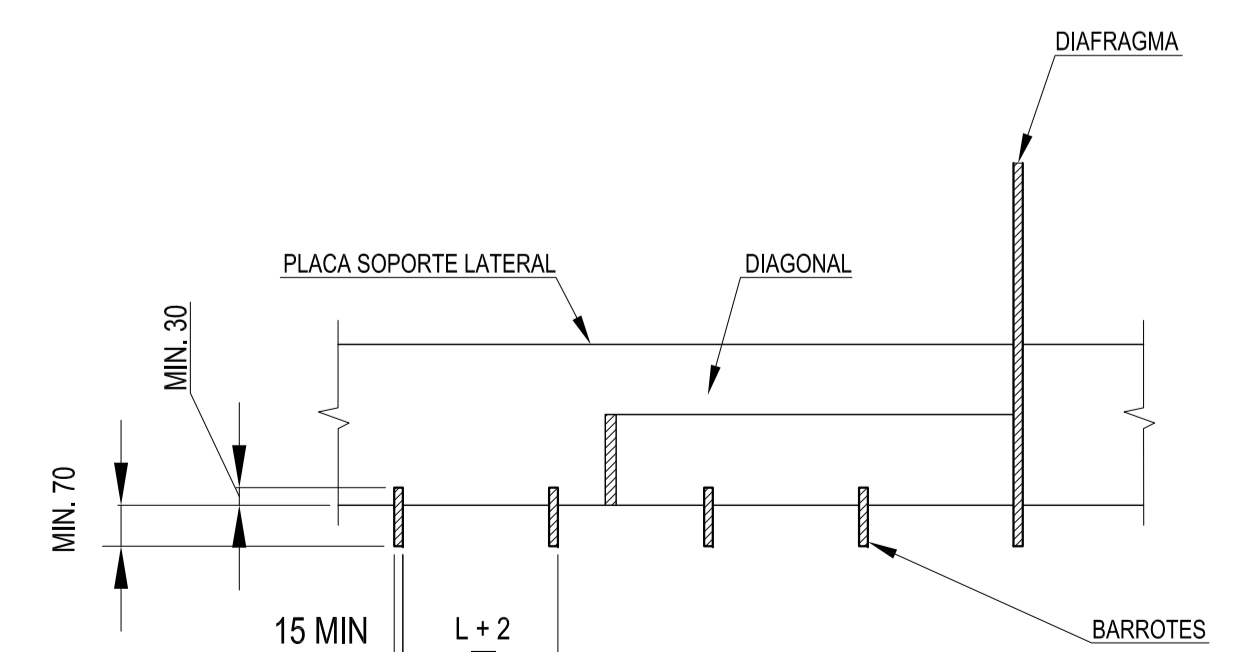 DIAFRAGMA
PLACA SOPORTE LATERAL
DIAGONAL
MIN. 30
MIN. 70
15 MIN
L + 2
BARROTES